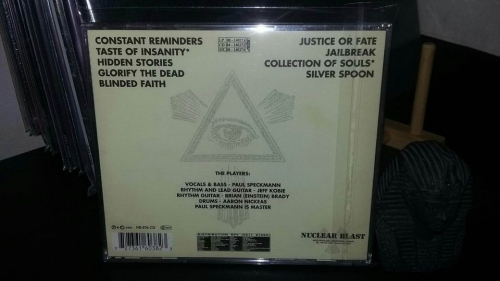 CONSTANT REMINDERS
TASTE OF INSANITY*
HIDDEN STORIES
GLORIFY THE DEAD
BLINDED FAITH
JUSTICE OR FATE
JAILBREAK
COLLECTION OF SOULS*
SILVER SPOON
THE PLAYERS:
VOCALS & BASS - PAUL SPECKMANN
RHYTHM AND LEAD GUITAR - JEFF KOBIE
RHYTHM GUITAR - BRIAN (EINSTEIN) BRADY
DRUMS - AARON NICKEAS
PAUL SPECKMANN IS MASTER
NUCLEAR BLAST